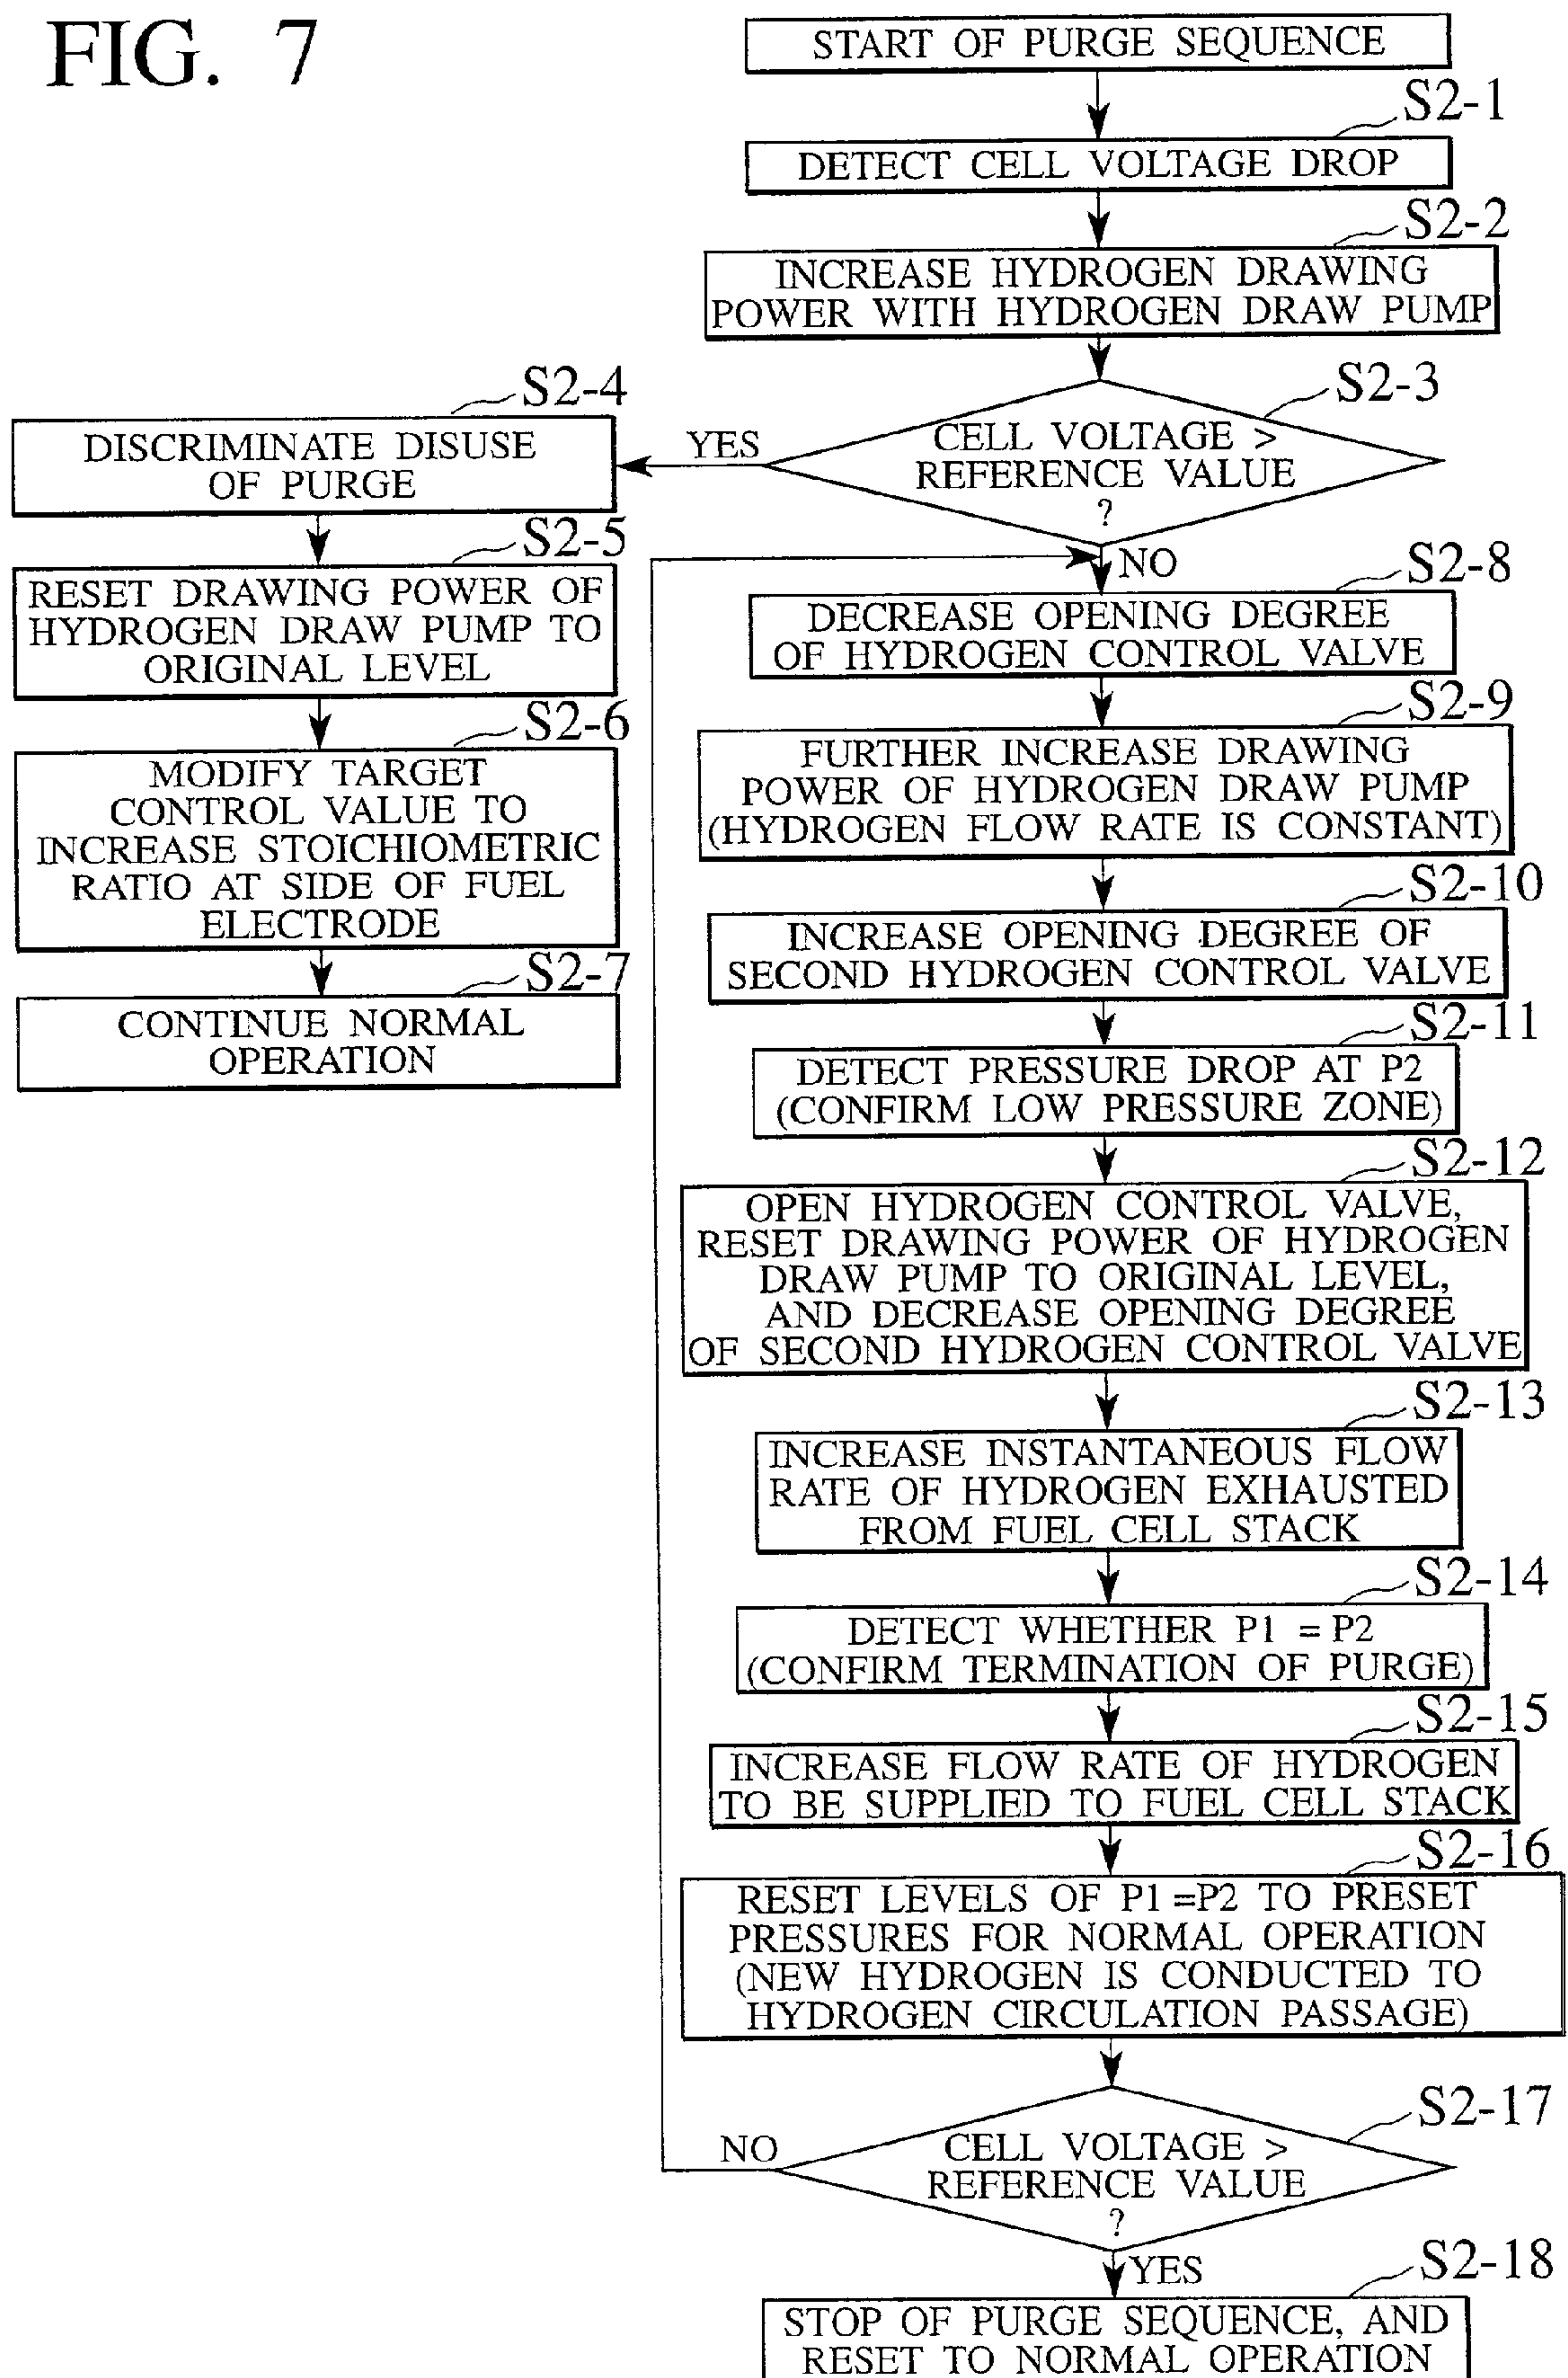 FIG. 7
START OF PURGE SEQUENCE
S2-1
DETECT CELL VOLTAGE DROP
S2-2
INCREASE HYDROGEN DRAWING
POWER WITH HYDROGEN DRAW PUMP
S2-3
CELL VOLTAGE >
REFERENCE VALUE
?
YES
S2-4
DISCRIMINATE DISUSE
OF PURGE
S2-5
RESET DRAWING POWER OF
HYDROGEN DRAW PUMP TO
ORIGINAL LEVEL
S2-6
MODIFY TARGET
CONTROL VALUE TO
INCREASE STOICHIOMETRIC
RATIO AT SIDE OF FUEL
ELECTRODE
S2-7
CONTINUE NORMAL
OPERATION
NO
S2-8
DECREASE OPENING DEGREE
OF HYDROGEN CONTROL VALVE
S2-9
FURTHER INCREASE DRAWING
POWER OF HYDROGEN DRAW PUMP
(HYDROGEN FLOW RATE IS CONSTANT)
S2-10
INCREASE OPENING DEGREE OF
SECOND HYDROGEN CONTROL VALVE
S2-11
DETECT PRESSURE DROP AT P2
(CONFIRM LOW PRESSURE ZONE)
S2-12
OPEN HYDROGEN CONTROL VALVE,
RESET DRAWING POWER OF HYDROGEN
DRAW PUMP TO ORIGINAL LEVEL,
AND DECREASE OPENING DEGREE
OF SECOND HYDROGEN CONTROL VALVE
S2-13
INCREASE INSTANTANEOUS FLOW
RATE OF HYDROGEN EXHAUSTED
FROM FUEL CELL STACK
S2-14
DETECT WHETHER P1 = P2
(CONFIRM TERMINATION OF PURGE)
S2-15
INCREASE FLOW RATE OF HYDROGEN
TO BE SUPPLIED TO FUEL CELL STACK
S2-16
RESET LEVELS OF P1 =P2 TO PRESET
PRESSURES FOR NORMAL OPERATION
(NEW HYDROGEN IS CONDUCTED TO
HYDROGEN CIRCULATION PASSAGE)
S2-17
CELL VOLTAGE >
REFERENCE VALUE
?
NO
YES
S2-18
STOP OF PURGE SEQUENCE, AND
RESET TO NORMAL OPERATION